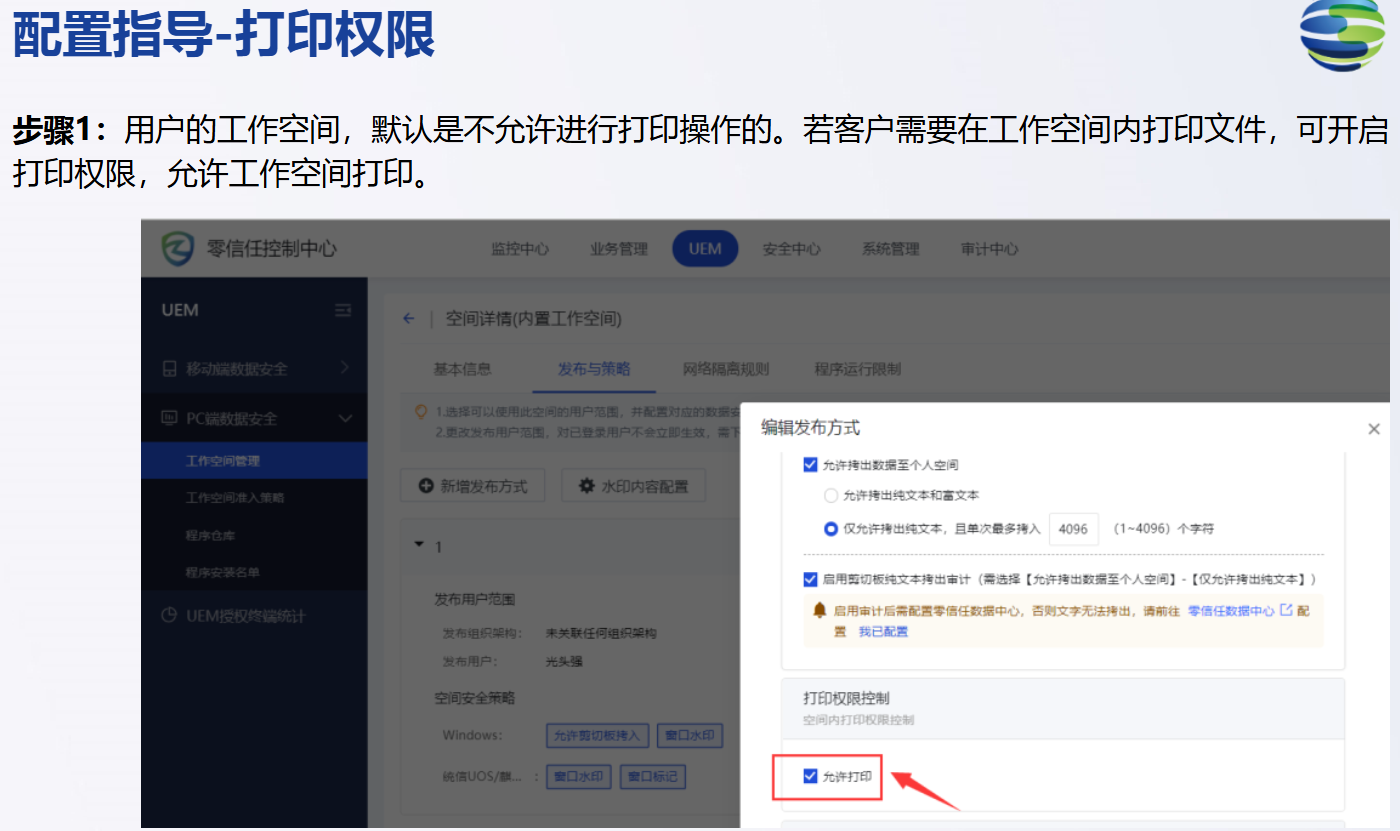 配置指导-打印权限
步骤1：用户的工作空间，默认是不允许进行打印操作的。若客户需要在工作空间内打印文件，可开启
打印权限，允许工作空间打印。
零信任控制中心
监控中心
业务管理
UEM
安全中心
系统管理
审计中心
UEM
移动端数据安全
PC端数据安全
工作空间管理
工作空间准入策略
程序仓库
程序安装名单
UEM授权终端统计
空间详情(内置工作空间)
基本信息
发布与策略
网络隔离规则
程序运行限制
1.选择可以使用此空间的用户范围，并配置对应的数据安
2.更改发布用户范围，对已登录用户不会立即生效，需下
新增发布方式
水印内容配置
1
发布用户范围
发布组织架构： 未关联任何组织架构
发布用户： 光头强
空间安全策略
Windows: 允许剪切板拷入 窗口水印
统信UOS/麒... : 窗口水印 窗口标记
编辑发布方式
允许拷出数据至个人空间
允许拷出纯文本和富文本
仅允许拷出纯文本，且单次最多拷入 4096 （1~4096）个字符
启用剪切板纯文本拷出审计（需选择【允许拷出数据至个人空间】-【仅允许拷出纯文本】）
启用审计后需配置零信任数据中心，否则文字无法拷出，请前往 零信任数据中心 配
置 我已配置
打印权限控制
空间内打印权限控制
允许打印